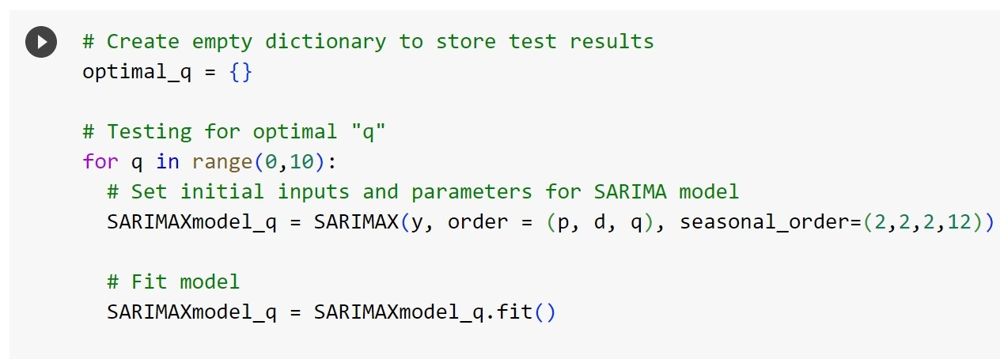 # Create empty dictionary to store test results
optimal_q = {}
# Testing for optimal "q"
for q in range(0,10):
  # Set initial inputs and parameters for SARIMA model
  SARIMAXmodel_q = SARIMAX(y, order = (p, d, q), seasonal_order=(2,2,2,12))
  # Fit model
  SARIMAXmodel_q = SARIMAXmodel_q.fit()